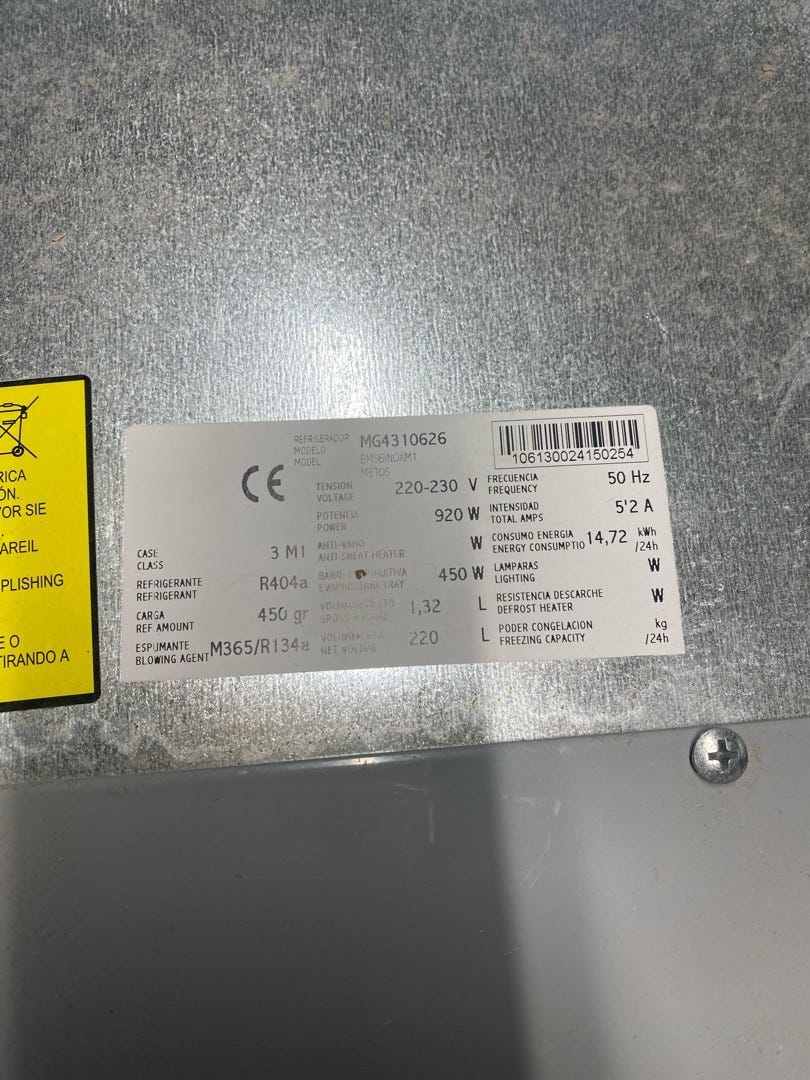 RICA
ÓN.
OR SIE
AREIL
PLISHING
E O
TIRANDO A
CE
REFRIGERADOR
MODELO
MODEL
MG4310626
EMS6INOXM1
METOS
106130024150254
TENSION
VOLTAGE
220-230 V
FRECUENCIA
FREQUENCY
50 Hz
POTENCIA
POWER
920 W
INTENSIDAD
TOTAL AMPS
5'2 A
CASE
CLASS
3 M1
ANTI-VAHO
ANTI-SWEAT HEATER
W
CONSUMO ENERGIA
ENERGY CONSUMPTIO
14,72
kWh
/24h
REFRIGERANTE
REFRIGERANT
R404a
EVAPORATION TRAY
450 W
LAMPARAS
LIGHTING
W
CARGA
REF. AMOUNT
450 gr
1,32 L
RESISTENCIA DESCARCHE
DEFROST HEATER
W
ESPUMANTE
BLOWING AGENT
M365/R134a
NET VOLUME
220 L
PODER CONGELACION
FREEZING CAPACITY
kg
/24h